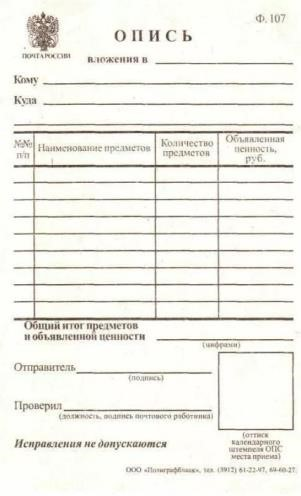 Ф. 107
ПОЧТА РОССИИ
ОПИСЬ
вложения в
Кому
Куда
№№ п/п Наименование предметов Количество предметов Объявленная ценность, руб.
Общий итог предметов
и объявленной ценности
(цифрами)
Отправитель
(подпись)
Проверил
(должность, подпись почтового работника)
(оттиск
календарного
штемпеля ОПС
места приема)
Исправления не допускаются
ООО «Полиграфбланк», тел. (3912) 61-22-97, 69-60-27.